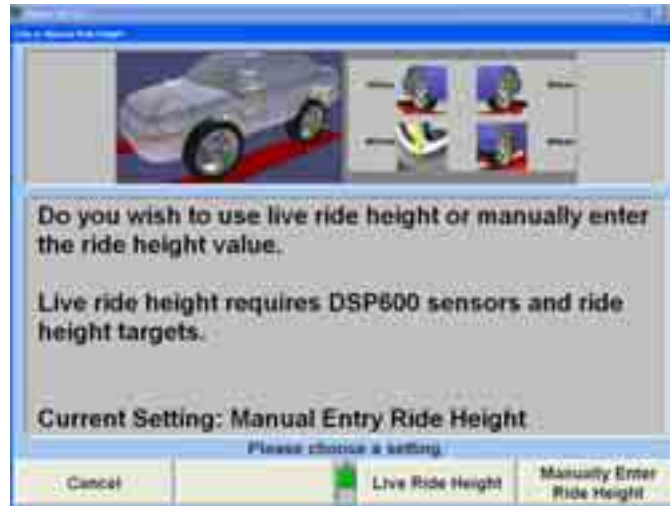 Do you wish to use live ride height or manually enter
the ride height value.
Live ride height requires DSP600 sensors and ride
height targets.
Current Setting: Manual Entry Ride Height
Please choose a setting
Cancel
Live Ride Height
Manually Enter
Ride Height